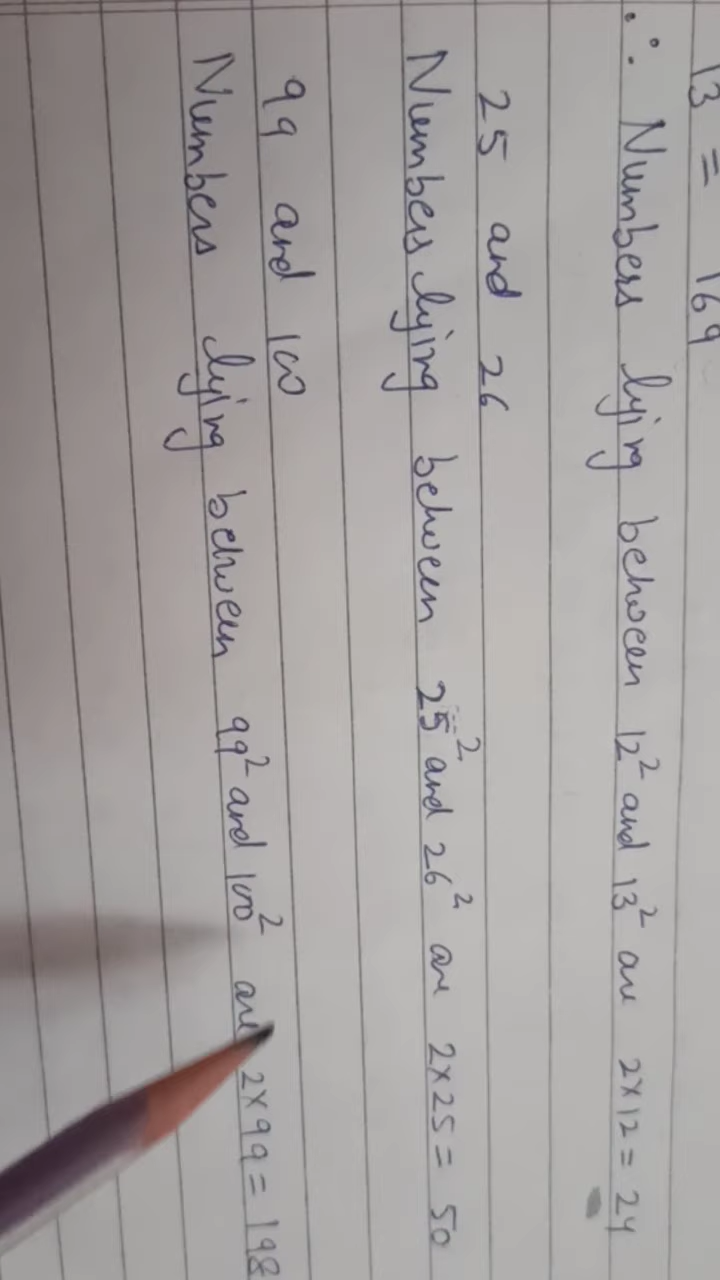 13 = 169
∴ Numbers lying between 12² and 13² are 2×12 = 24
25 and 26
Numbers lying between 25² and 26² are 2×25 = 50
99 and 100
Numbers lying between 99² and 100² are 2×99 = 198